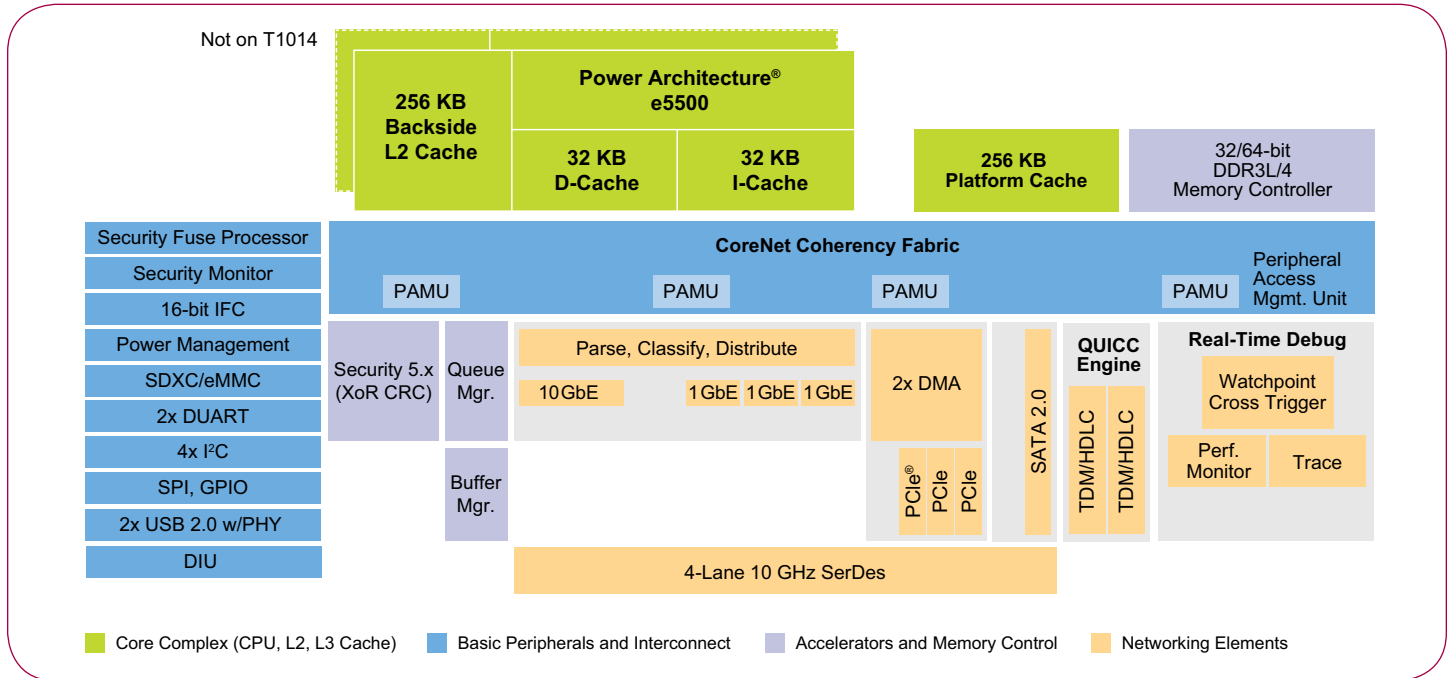 Not on T1014
256 KB
Backside
L2 Cache
Power Architecture®
e5500
32 KB
D-Cache
32 KB
I-Cache
256 KB
Platform Cache
32/64-bit
DDR3L/4
Memory Controller
Security Fuse Processor
Security Monitor
16-bit IFC
Power Management
SDXC/eMMC
2x DUART
4x I²C
SPI, GPIO
2x USB 2.0 w/PHY
DIU
CoreNet Coherency Fabric
PAMU
PAMU
PAMU
PAMU
Peripheral
Access
Mgmt. Unit
Security 5.x
(XoR CRC)
Queue
Mgr.
Buffer
Mgr.
Parse, Classify, Distribute
10GbE
1GbE
1GbE
1GbE
2x DMA
PCIe®
PCIe
PCIe
SATA 2.0
QUICC
Engine
TDM/HDLC
TDM/HDLC
Real-Time Debug
Watchpoint
Cross Trigger
Perf.
Monitor
Trace
4-Lane 10 GHz SerDes
Core Complex (CPU, L2, L3 Cache)
Basic Peripherals and Interconnect
Accelerators and Memory Control
Networking Elements